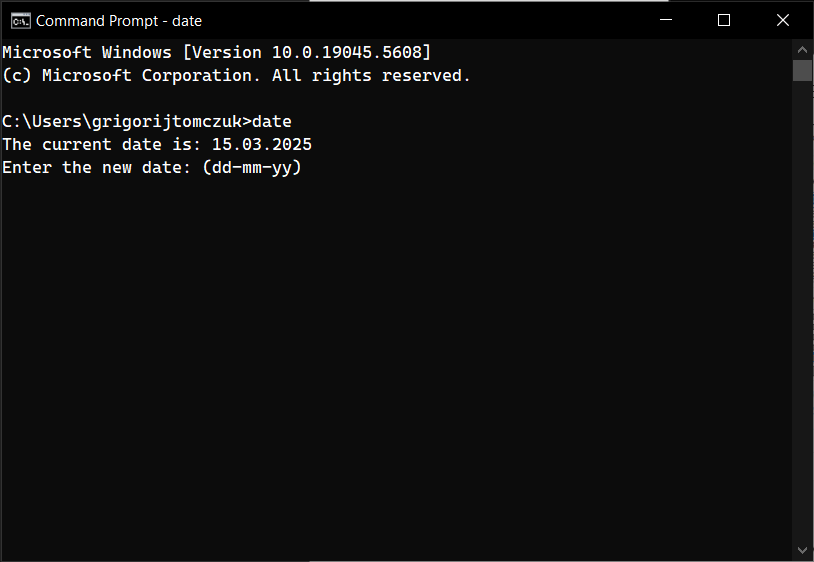 Command Prompt - date
Microsoft Windows [Version 10.0.19045.5608]
(c) Microsoft Corporation. All rights reserved.
C:\Users\grigorijtomczuk>date
The current date is: 15.03.2025
Enter the new date: (dd-mm-yy)